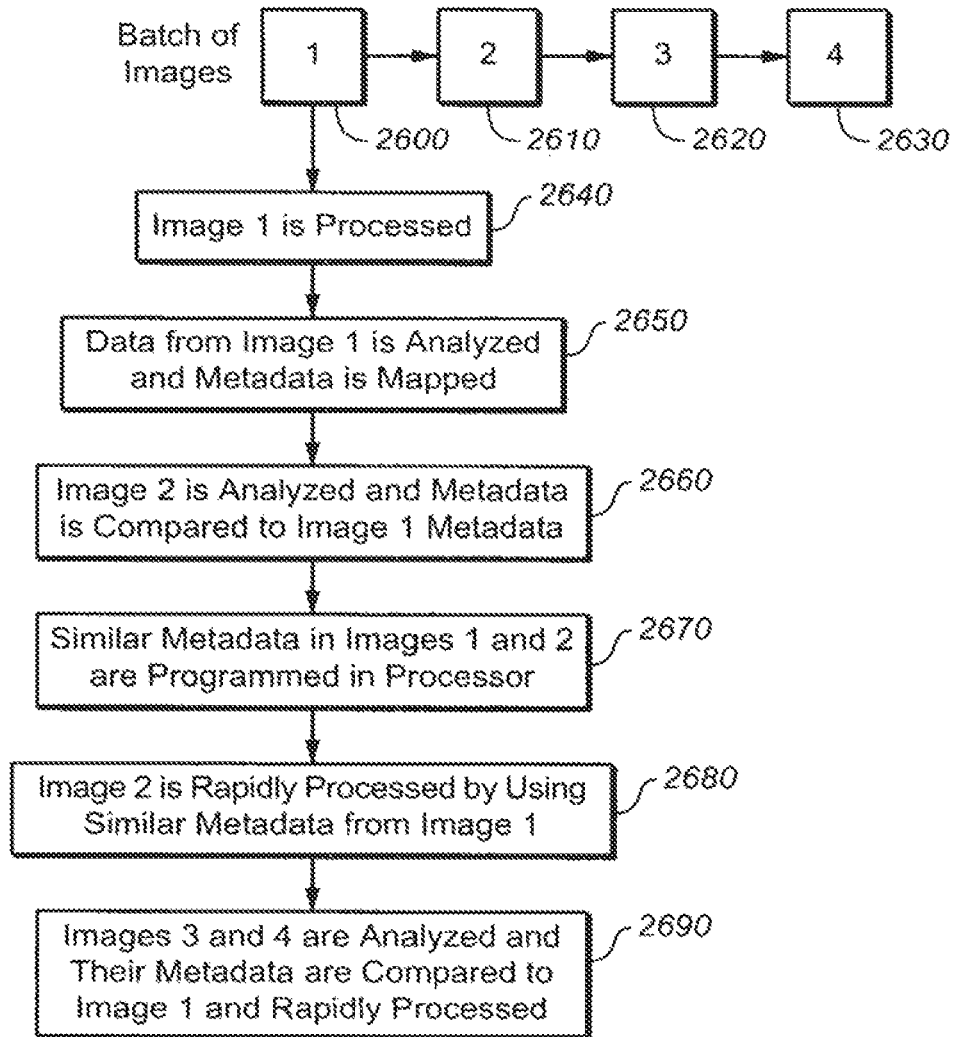 Batch of
Images
1
2
3
4
2600
2610
2620
2630
Image 1 is Processed
2640
Data from Image 1 is Analyzed
and Metadata is Mapped
2650
Image 2 is Analyzed and Metadata
is Compared to Image 1 Metadata
2660
Similar Metadata in Images 1 and 2
are Programmed in Processor
2670
Image 2 is Rapidly Processed by Using
Similar Metadata from Image 1
2680
Images 3 and 4 are Analyzed and
Their Metadata are Compared to
Image 1 and Rapidly Processed
2690